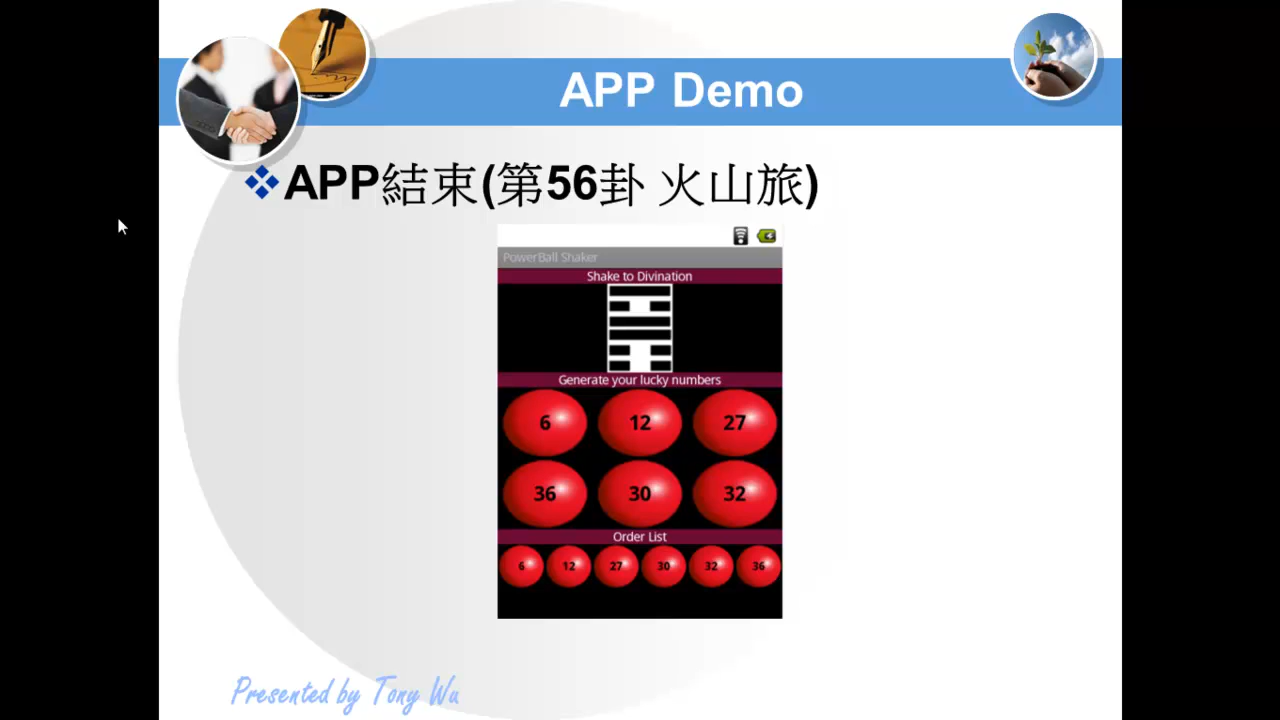 APP Demo
APP結束(第56卦 火山旅)
PowerBall Shaker
Shake to Divination
Generate your lucky numbers
6 12 27
36 30 32
Order List
6 12 27 30 32 36
Presented by Tony Wu